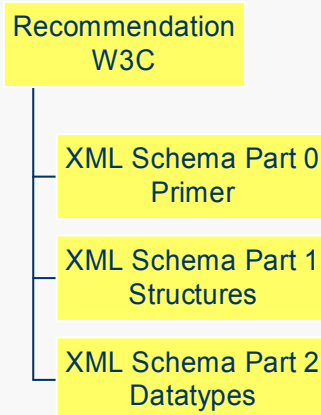 Recommendation
W3C
XML Schema Part 0
Primer
XML Schema Part 1
Structures
XML Schema Part 2
Datatypes